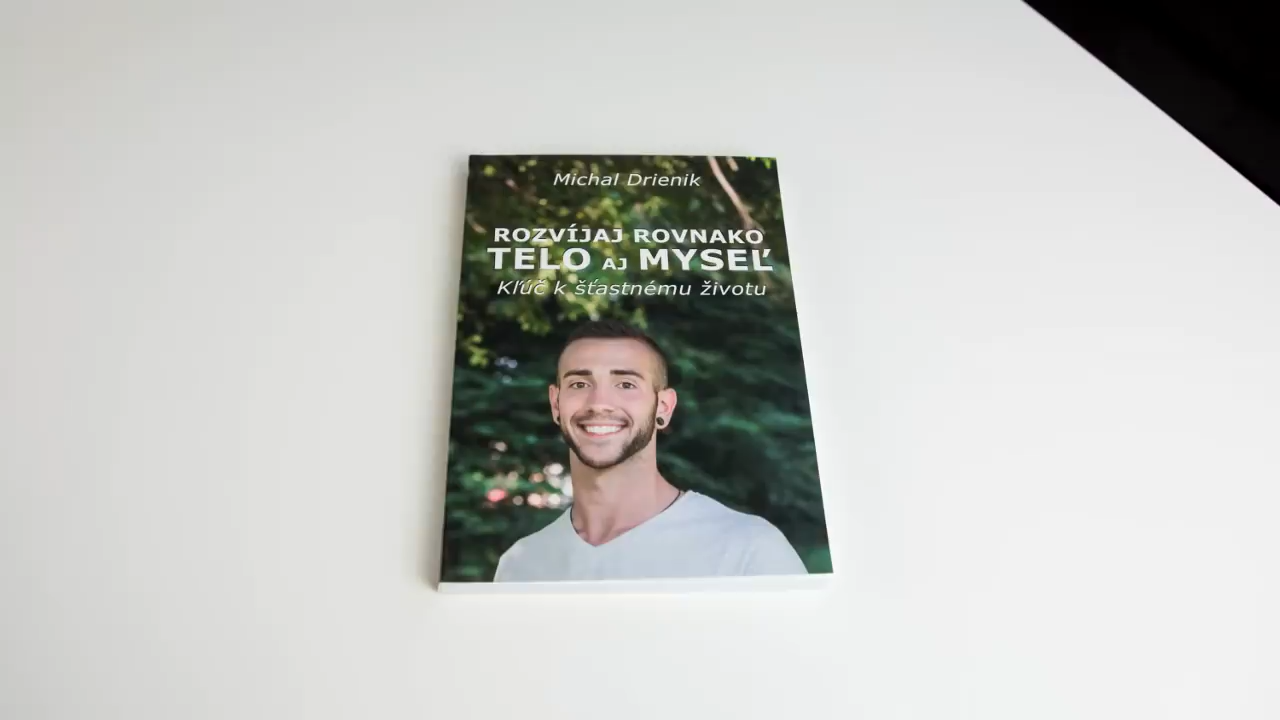 Michal Drienik
ROZVÍJAJ ROVNAKO
TELO AJ MYSEĽ
Kľúč k šťastnému životu